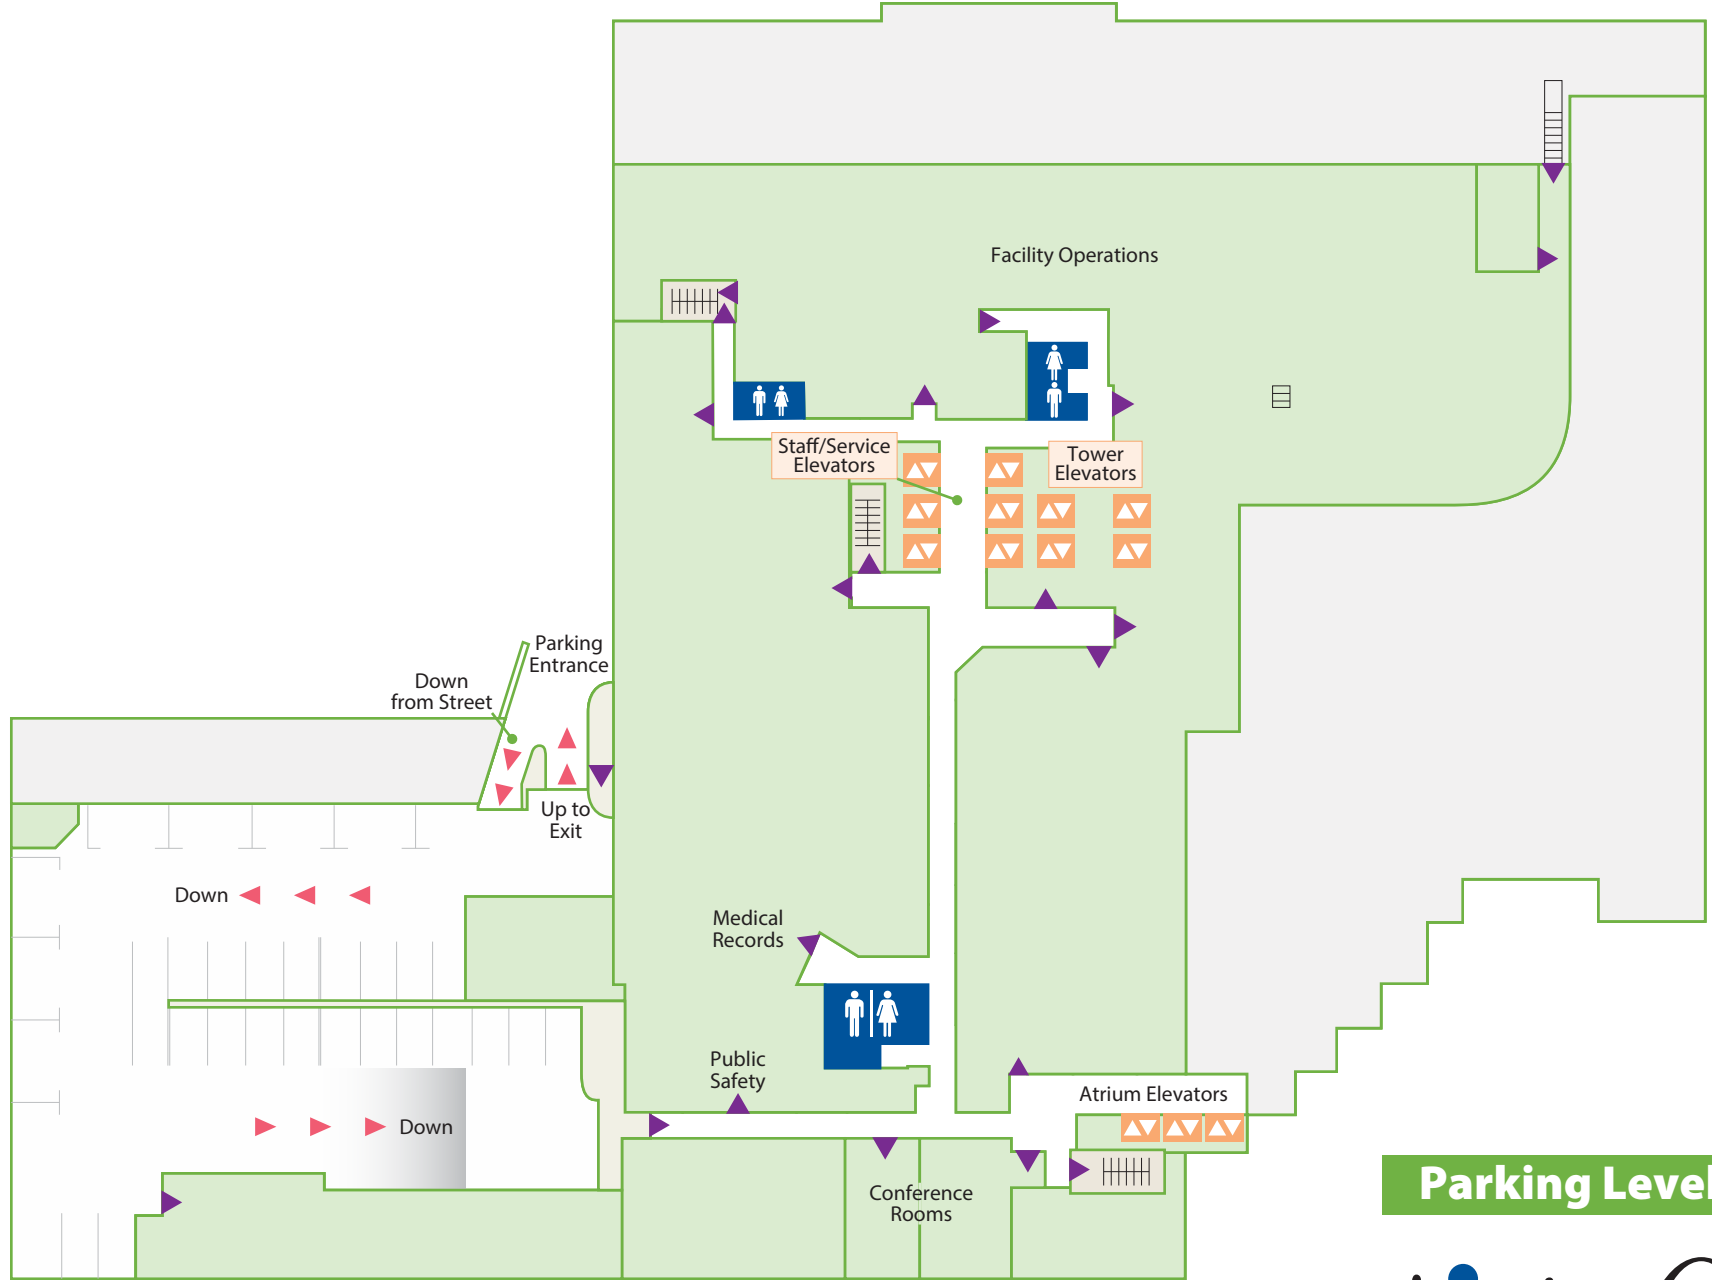 Facility Operations
Staff/Service
Elevators
Tower
Elevators
Parking
Entrance
Down
from Street
Up to
Exit
Down
Medical
Records
Public
Safety
Atrium Elevators
Down
Conference
Rooms
Parking Level